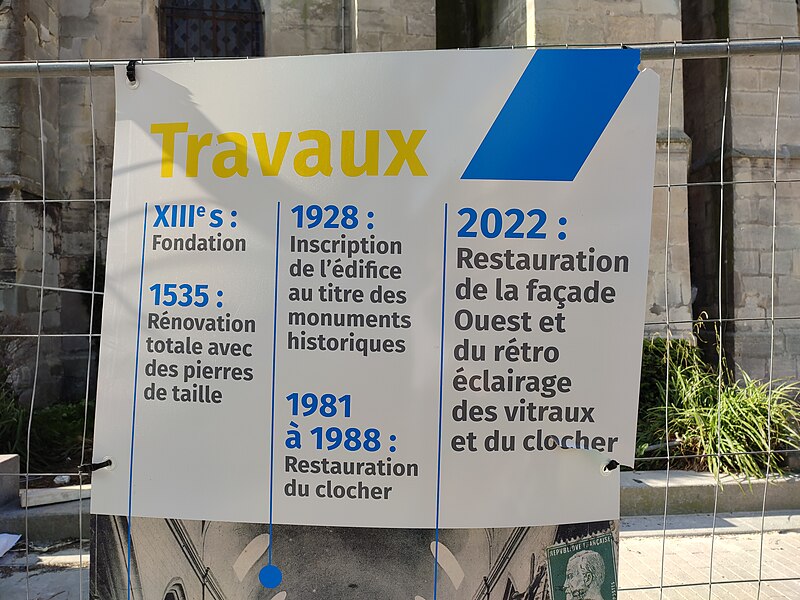 Travaux
XIIIe s :
Fondation
1535 :
Rénovation
totale avec
des pierres
de taille
1928 :
Inscription
de l'édifice
au titre des
monuments
historiques
1981
à 1988 :
Restauration
du clocher
2022 :
Restauration
de la façade
Ouest et
du rétro
éclairage
des vitraux
et du clocher
REPUBLIQUE FRANÇAISE